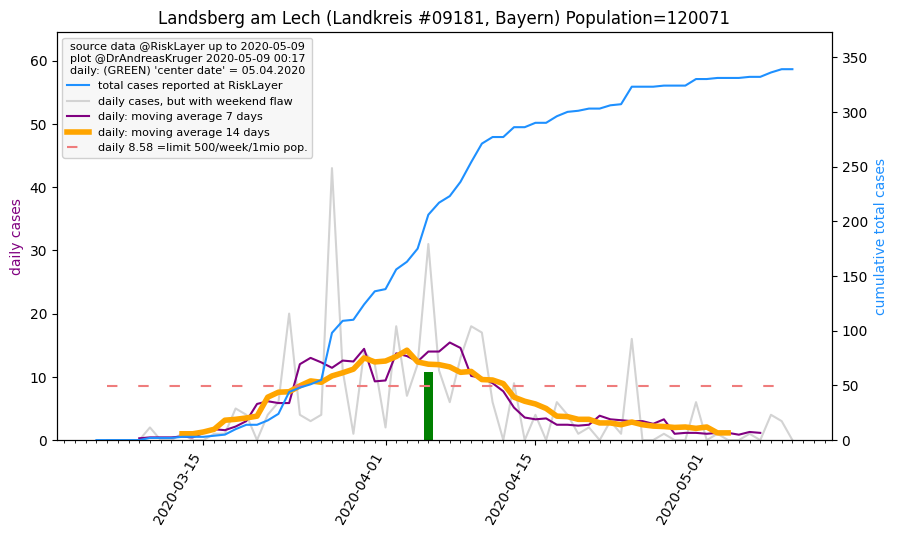 Landsberg am Lech (Landkreis #09181, Bayern) Population=120071
source data @RiskLayer up to 2020-05-09
plot @DrAndreasKruger 2020-05-09 00:17
daily: (GREEN) 'center date' = 05.04.2020
total cases reported at RiskLayer
daily cases, but with weekend flaw
daily: moving average 7 days
daily: moving average 14 days
daily 8.58 =limit 500/week/1mio pop.
daily cases
60
50
40
30
20
10
0
cumulative total cases
350
300
250
200
150
100
50
0
2020-03-15
2020-04-01
2020-04-15
2020-05-01